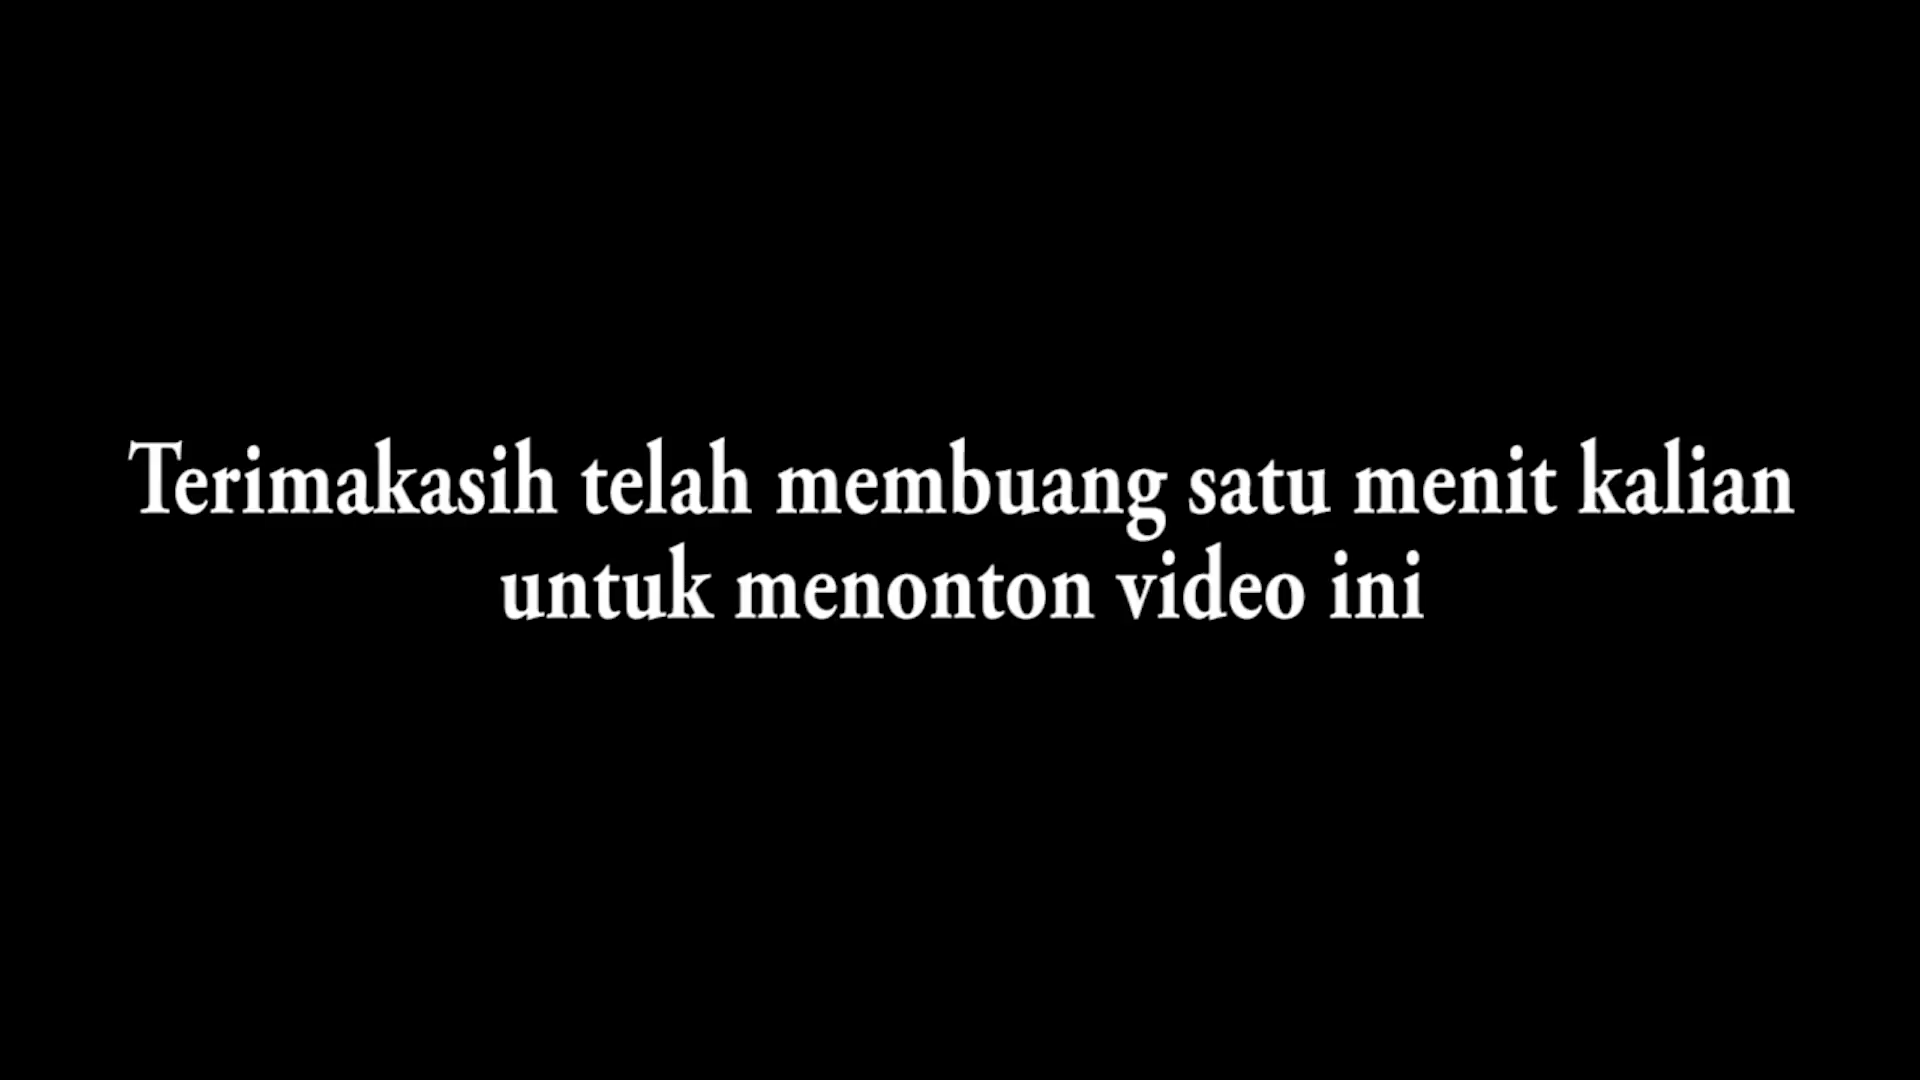 Terimakasih telah membuang satu menit kalian
untuk menonton video ini